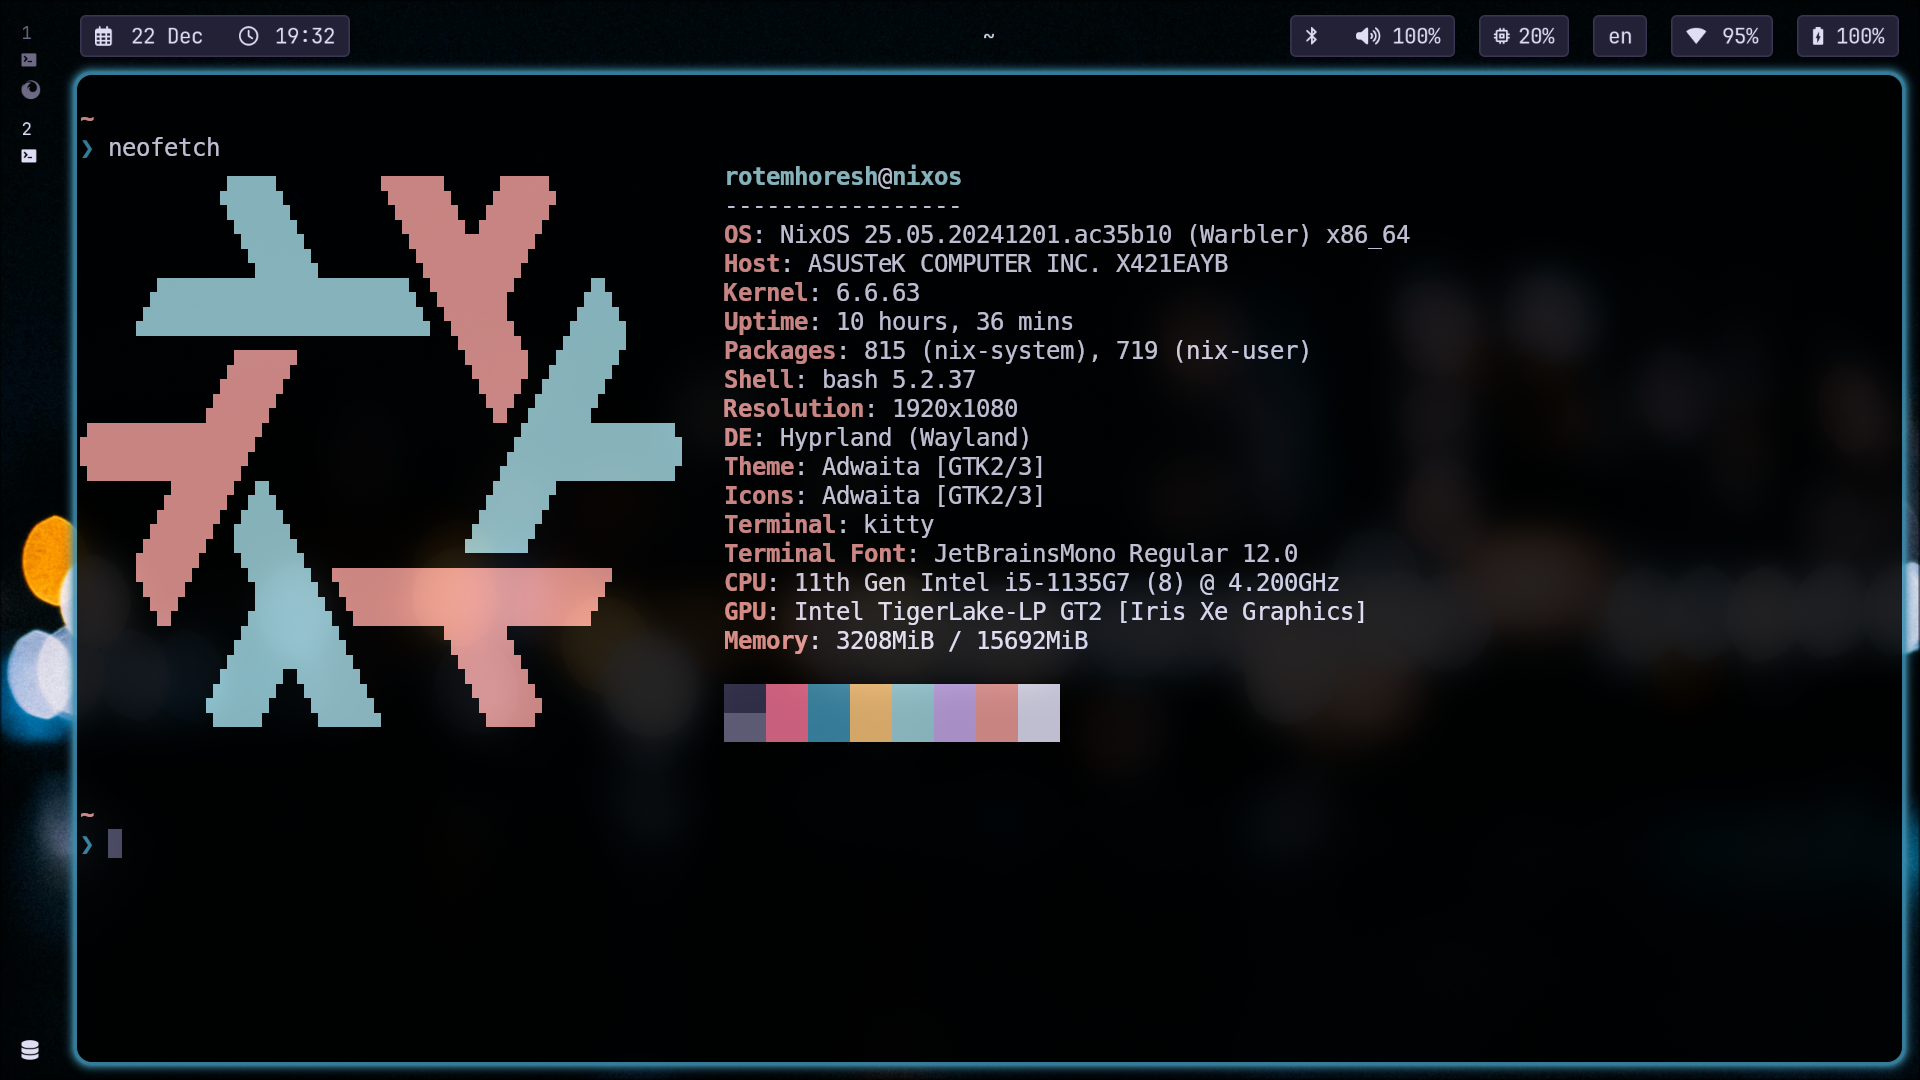 1
22 Dec 19:32
~
100%
20%
en
95%
100%
2
~
❯ neofetch
rotemhoresh@nixos
-----------------
OS: NixOS 25.05.20241201.ac35b10 (Warbler) x86_64
Host: ASUSTeK COMPUTER INC. X421EAYB
Kernel: 6.6.63
Uptime: 10 hours, 36 mins
Packages: 815 (nix-system), 719 (nix-user)
Shell: bash 5.2.37
Resolution: 1920x1080
DE: Hyprland (Wayland)
Theme: Adwaita [GTK2/3]
Icons: Adwaita [GTK2/3]
Terminal: kitty
Terminal Font: JetBrainsMono Regular 12.0
CPU: 11th Gen Intel i5-1135G7 (8) @ 4.200GHz
GPU: Intel TigerLake-LP GT2 [Iris Xe Graphics]
Memory: 3208MiB / 15692MiB
~
❯